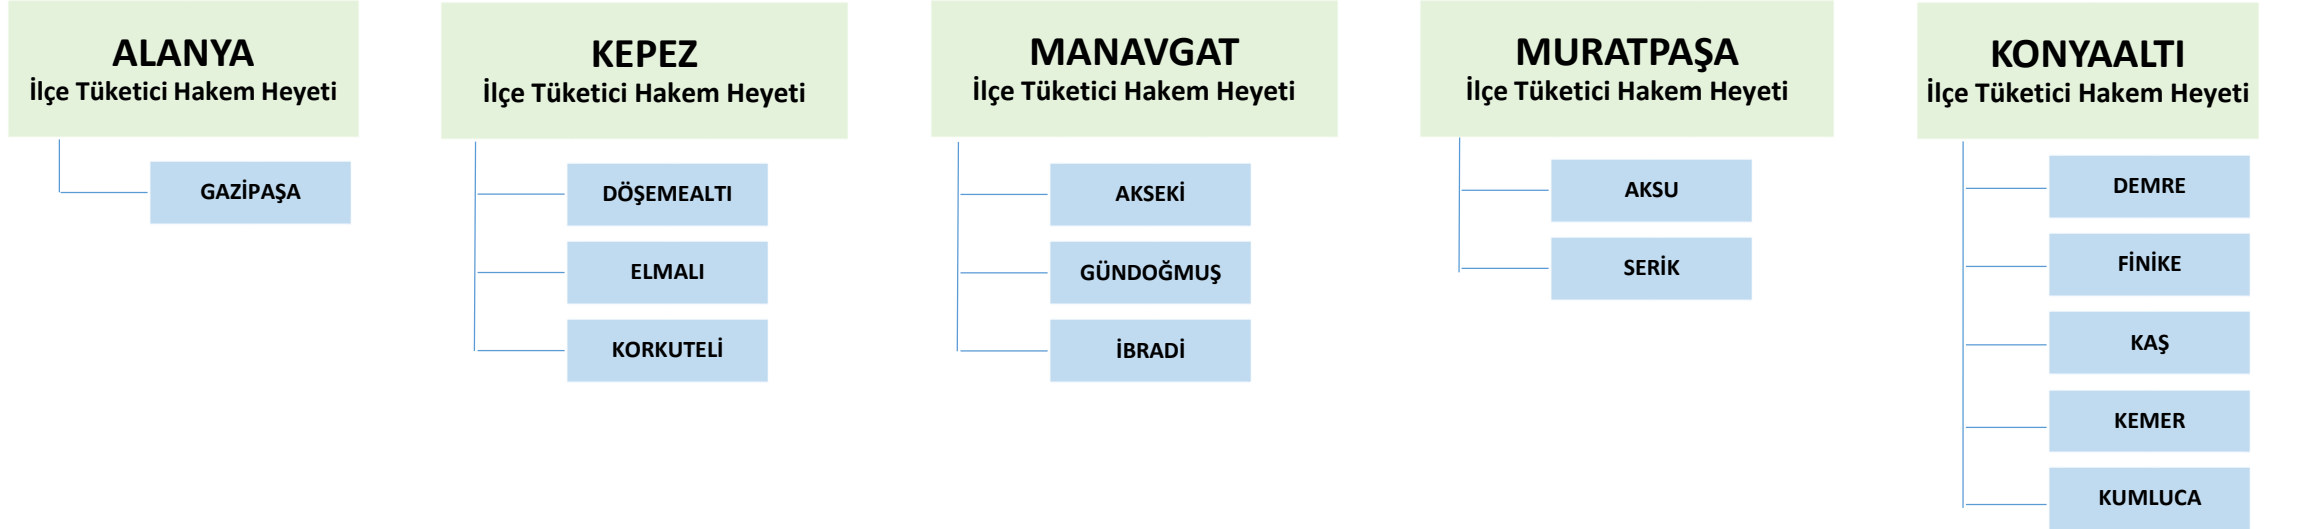 ALANYA
İlçe Tüketici Hakem Heyeti
GAZİPAŞA
KEPEZ
İlçe Tüketici Hakem Heyeti
DÖŞEMEALTI
ELMALI
KORKUTELİ
MANAVGAT
İlçe Tüketici Hakem Heyeti
AKSEKİ
GÜNDOĞMUŞ
İBRADİ
MURATPAŞA
İlçe Tüketici Hakem Heyeti
AKSU
SERİK
KONYAALTI
İlçe Tüketici Hakem Heyeti
DEMRE
FİNİKE
KAŞ
KEMER
KUMLUCA